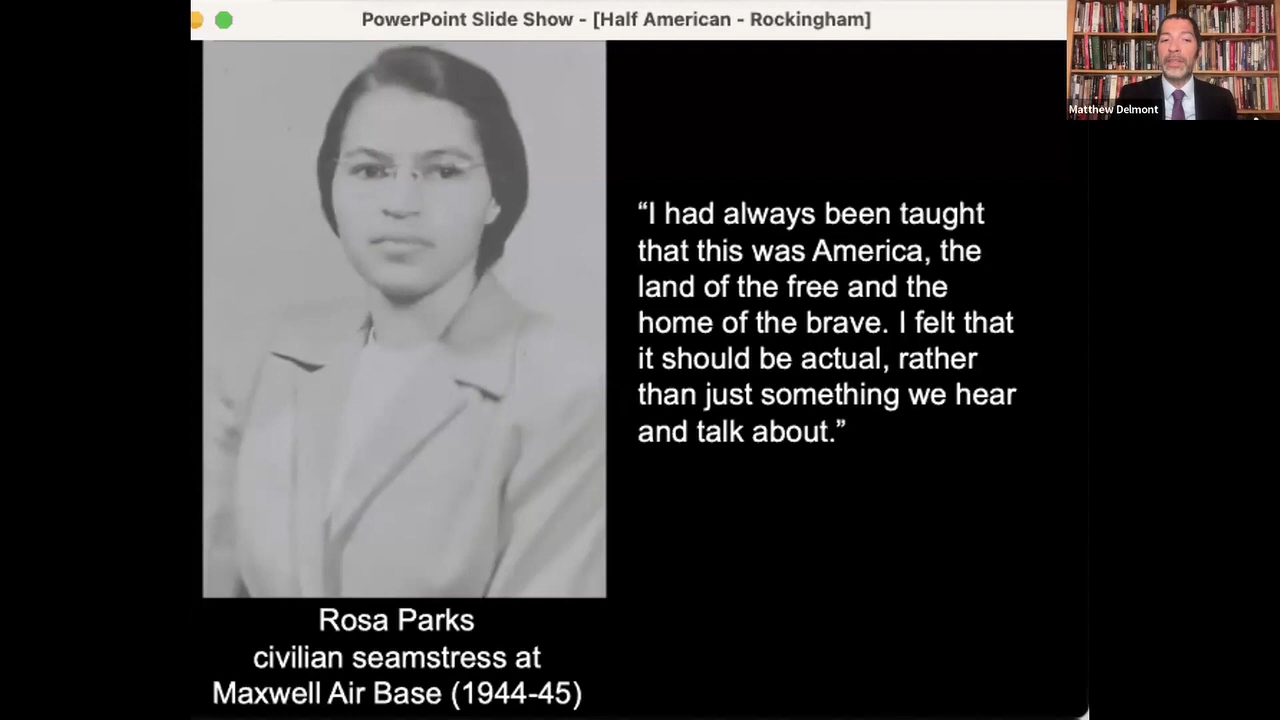 PowerPoint Slide Show - [Half American - Rockingham]
Matthew Delmont
“I had always been taught
that this was America, the
land of the free and the
home of the brave. I felt that
it should be actual, rather
than just something we hear
and talk about.”
Rosa Parks
civilian seamstress at
Maxwell Air Base (1944-45)